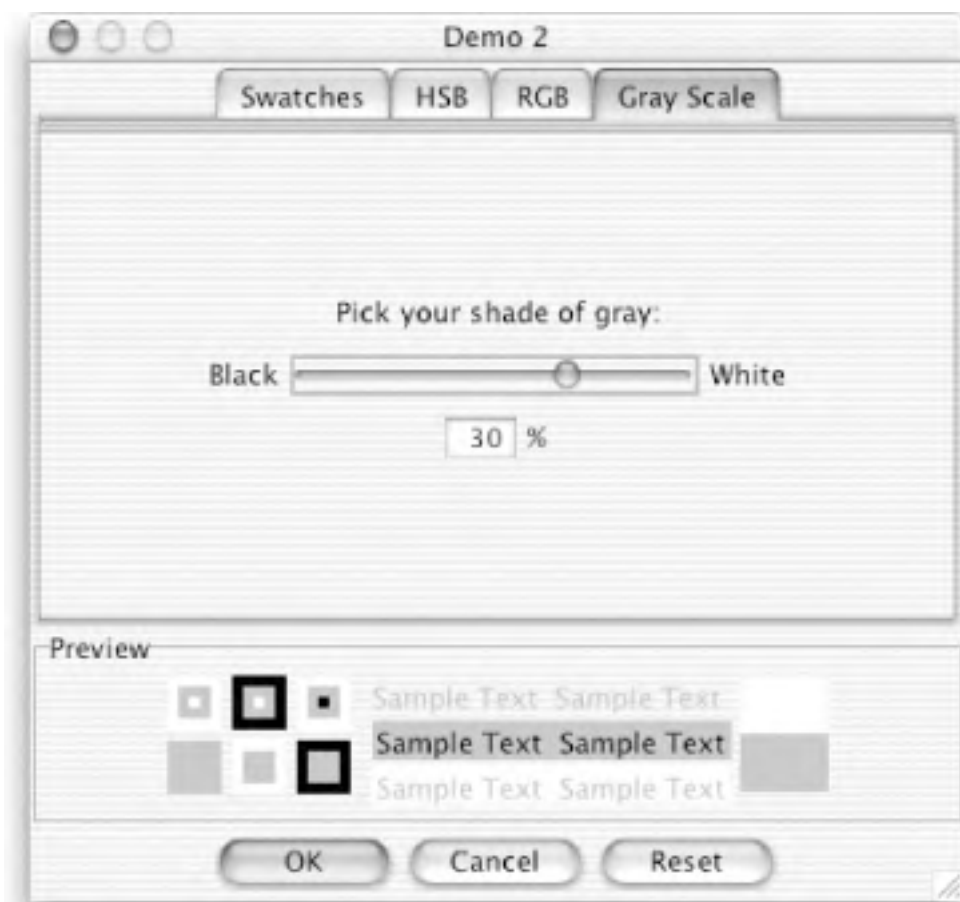 Demo 2
Swatches HSB RGB Gray Scale
Pick your shade of gray:
Black White
30 %
Preview
Sample Text Sample Text
Sample Text Sample Text
Sample Text Sample Text
OK Cancel Reset